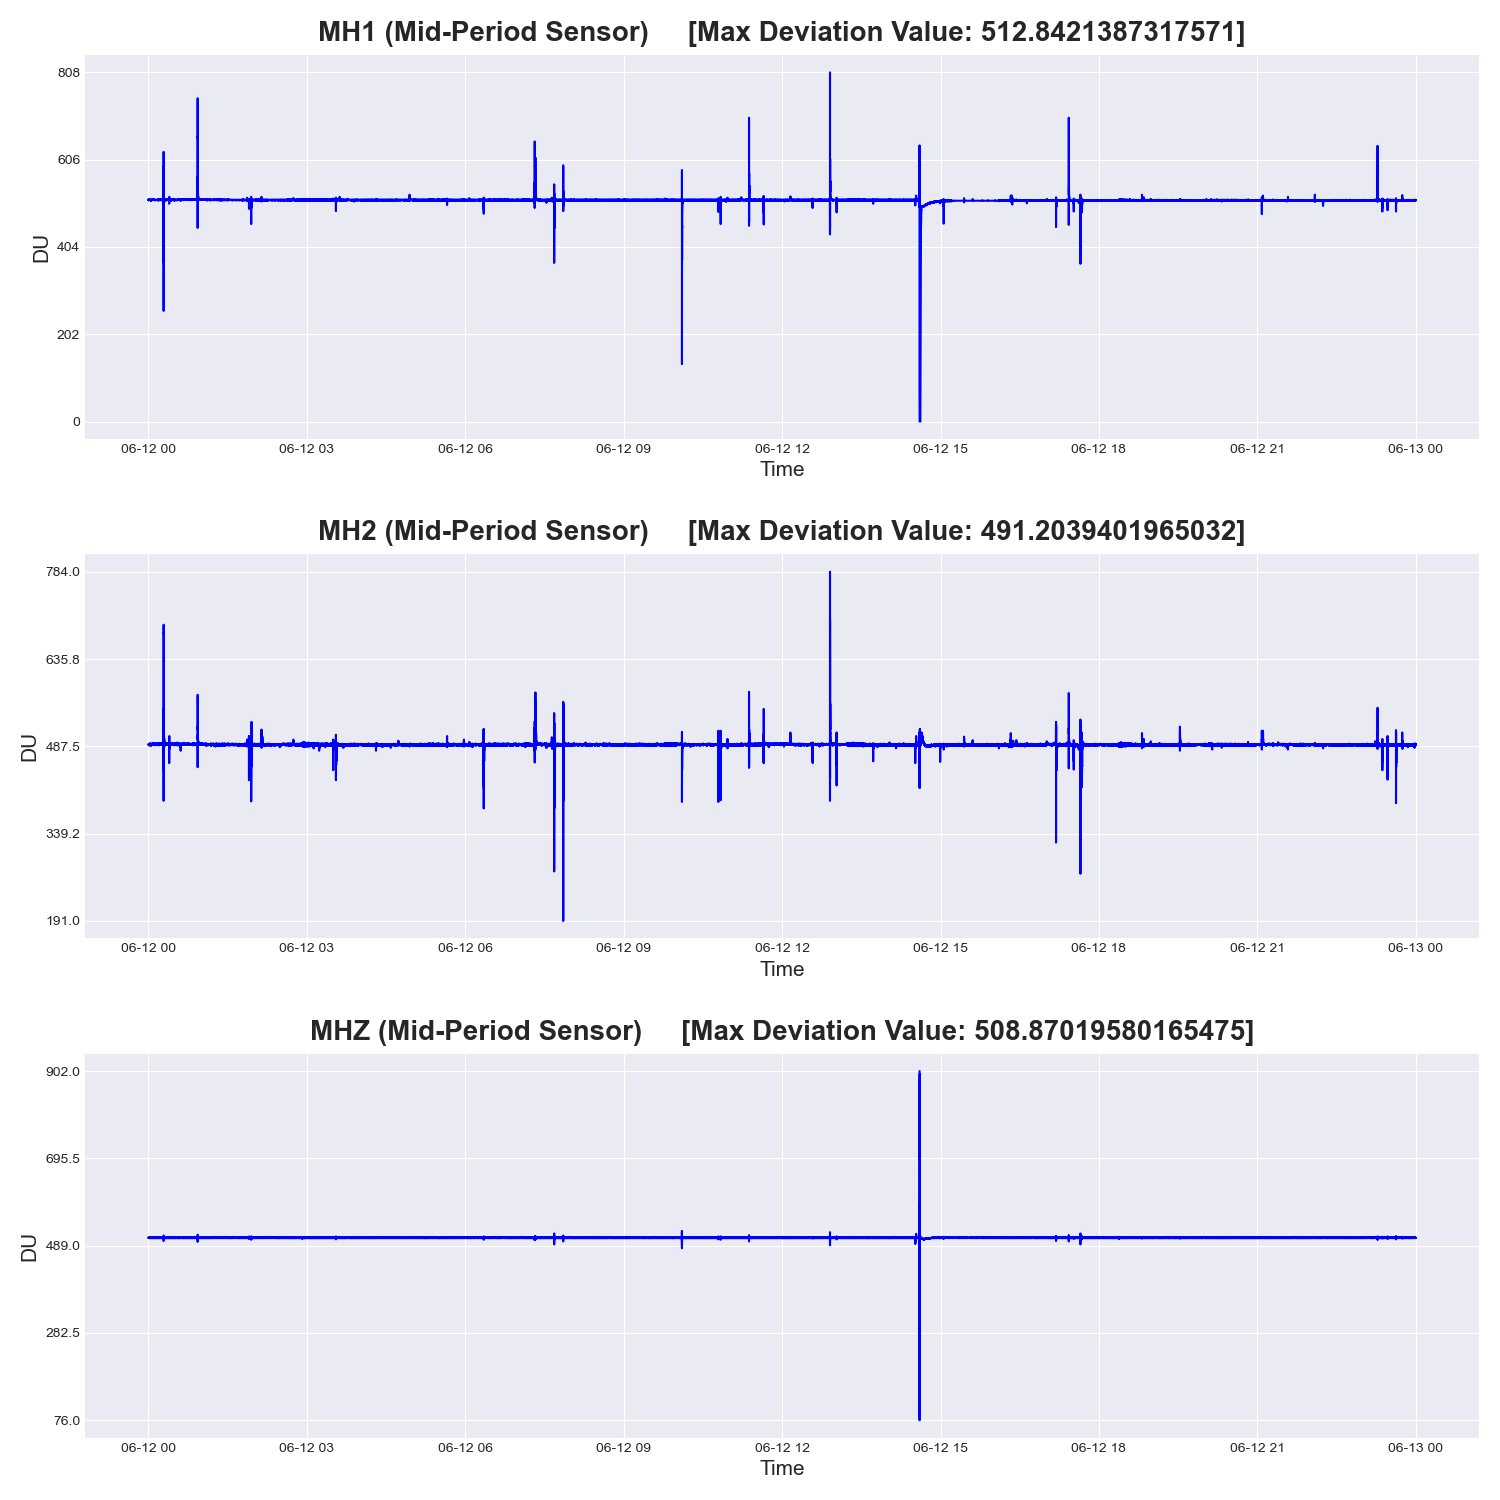 MH1 (Mid-Period Sensor) [Max Deviation Value: 512.8421387317571]
808
606
404
202
0
DU
06-12 00 06-12 03 06-12 06 06-12 09 06-12 12 06-12 15 06-12 18 06-12 21 06-13 00
Time
MH2 (Mid-Period Sensor) [Max Deviation Value: 491.2039401965032]
784.0
635.8
487.5
339.2
191.0
DU
06-12 00 06-12 03 06-12 06 06-12 09 06-12 12 06-12 15 06-12 18 06-12 21 06-13 00
Time
MHZ (Mid-Period Sensor) [Max Deviation Value: 508.87019580165475]
902.0
695.5
489.0
282.5
76.0
DU
06-12 00 06-12 03 06-12 06 06-12 09 06-12 12 06-12 15 06-12 18 06-12 21 06-13 00
Time